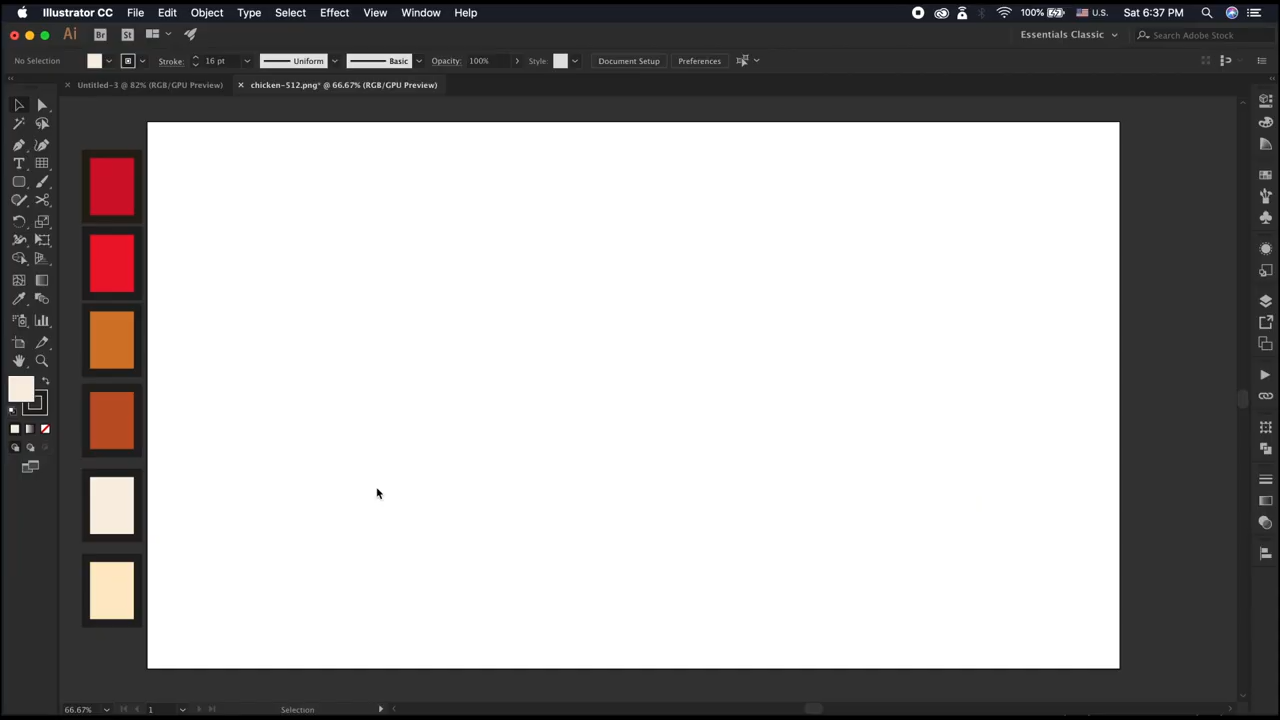 Illustrator CC File Edit Object Type Select Effect View Window Help 100% U.S. Sat 6:37 PM
Ai Br St Essentials Classic Search Adobe Stock
No Selection Stroke: 16 pt Uniform Basic Opacity: 100% Style: Document Setup Preferences
Untitled-3 @ 82% (RGB/GPU Preview) chicken-512.png* @ 66.67% (RGB/GPU Preview)
66.67% 1 Selection